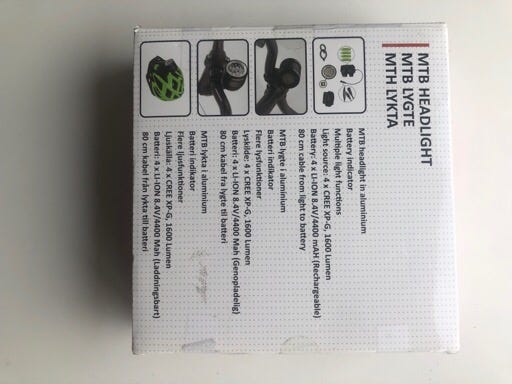 MTB HEADLIGHT
MTB LYGTE
MTH LYKTA
MTB headlight in aluminium
Battery indicator
Multiple light functions
Light source: 4 x CREE XP-G, 1600 Lumen
Battery: 4 x LI-ION 8.4V/4400 mAH (Rechargeable)
80 cm cable from light to battery
MTB lygte i aluminium
Batteri indikator
Flere lysfunktioner
Lyskilde: 4 x CREE XP-G, 1600 Lumen
Batteri: 4 x LI-ION 8.4V/4400 Mah (Genopladelig)
80 cm kabel fra lygte til batteri
MTB lykta i aluminium
Batteri indikator
Flere ljusfunktioner
Ljuskälla: 4 x CREE XP-G, 1600 Lumen
Batteri: 4 x LI-ION 8.4V/4400 Mah (Laddningsbart)
80 cm kabel från lykta till batteri